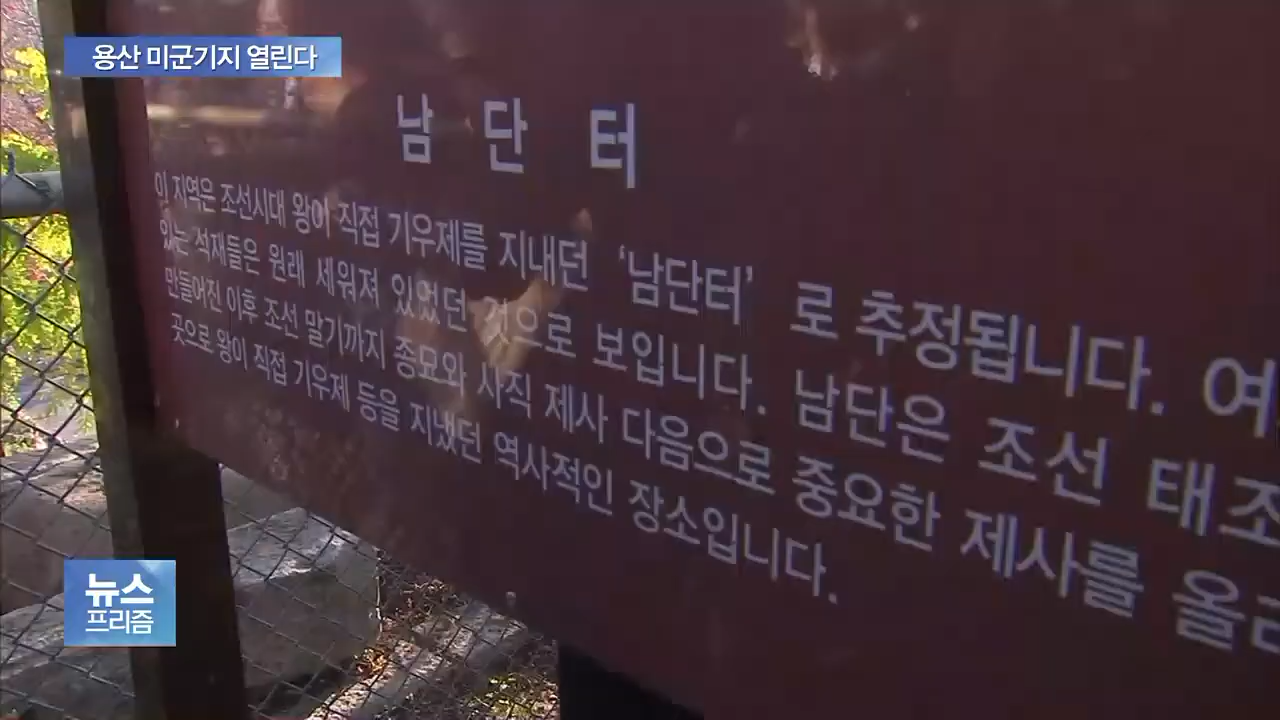 용산 미군기지 열린다
남 단 터
이 지역은 조선시대 왕이 직접 기우제를 지내던 '남단터' 로 추정됩니다. 여
있는 석재들은 원래 세워져 있었던 것으로 보입니다. 남단은 조선 태조
만들어진 이후 조선 말기까지 종묘와 사직 제사 다음으로 중요한 제사를 올
곳으로 왕이 직접 기우제 등을 지냈던 역사적인 장소입니다.
뉴스
프리즘